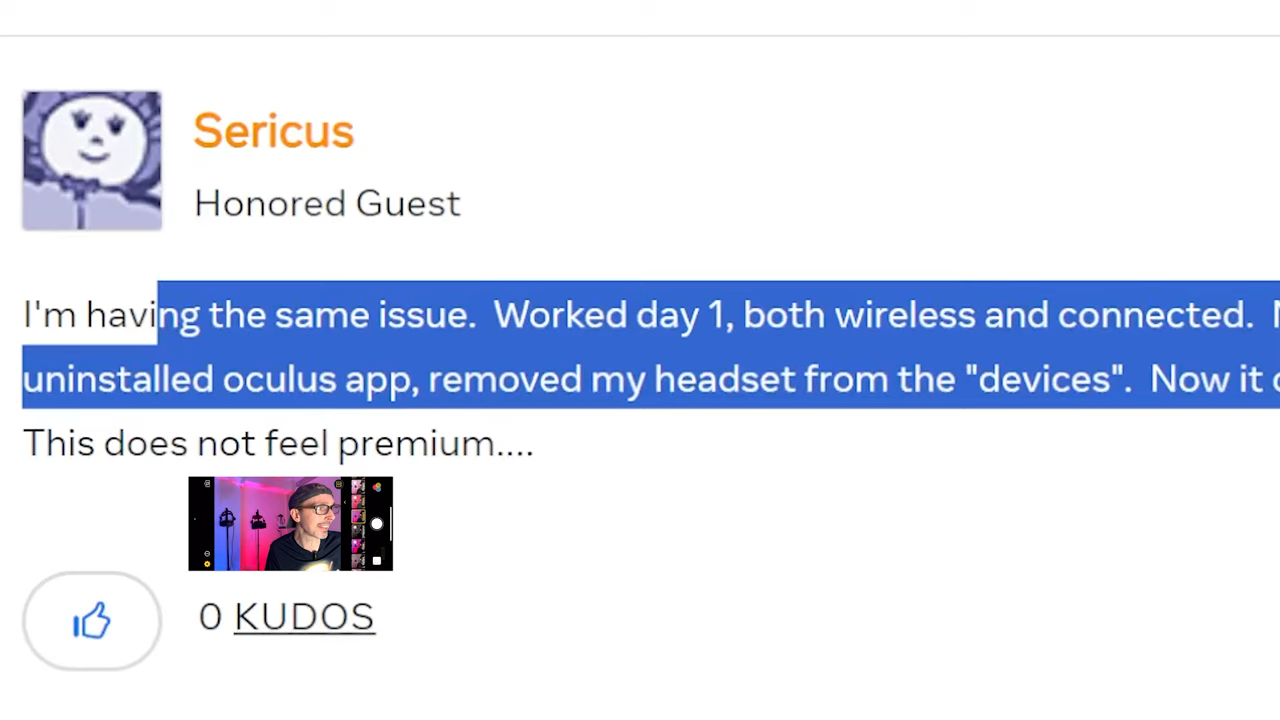 Sericus
Honored Guest
I'm having the same issue.  Worked day 1, both wireless and connected.
uninstalled oculus app, removed my headset from the "devices".  Now it
This does not feel premium....
0 KUDOS